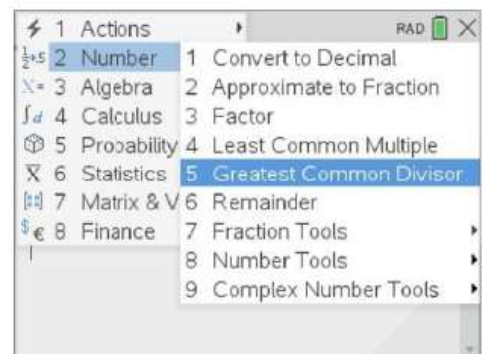 1 Actions
RAD
2 Number
3 Algebra
4 Calculus
5 Probability
6 Statistics
7 Matrix & V
8 Finance
1 Convert to Decimal
2 Approximate to Fraction
3 Factor
4 Least Common Multiple
5 Greatest Common Divisor
6 Remainder
7 Fraction Tools
8 Number Tools
9 Complex Number Tools